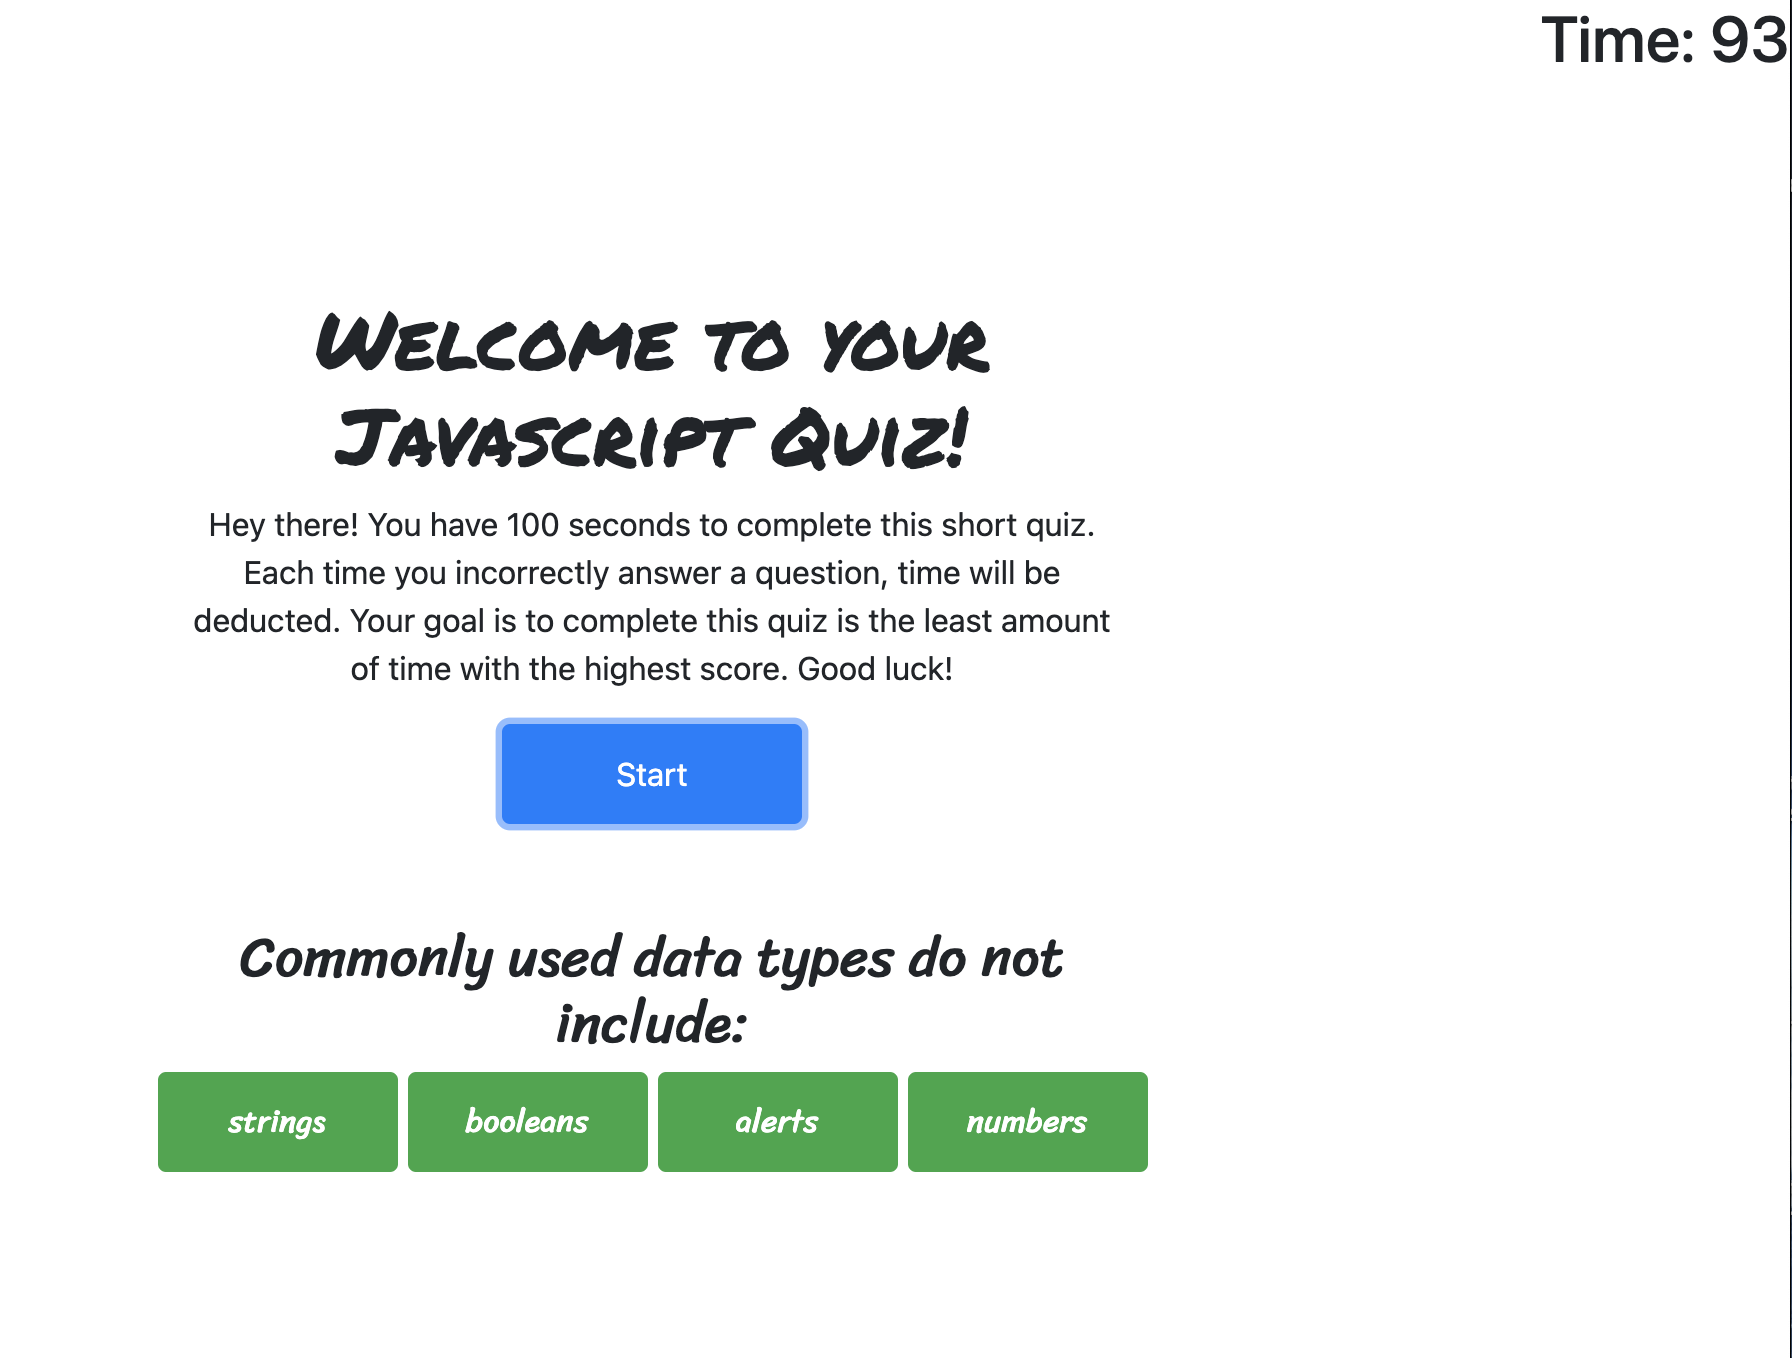 Time: 93
Welcome to your
Javascript Quiz!
Hey there! You have 100 seconds to complete this short quiz.
Each time you incorrectly answer a question, time will be
deducted. Your goal is to complete this quiz is the least amount
of time with the highest score. Good luck!
Start
Commonly used data types do not
include:
strings booleans alerts numbers